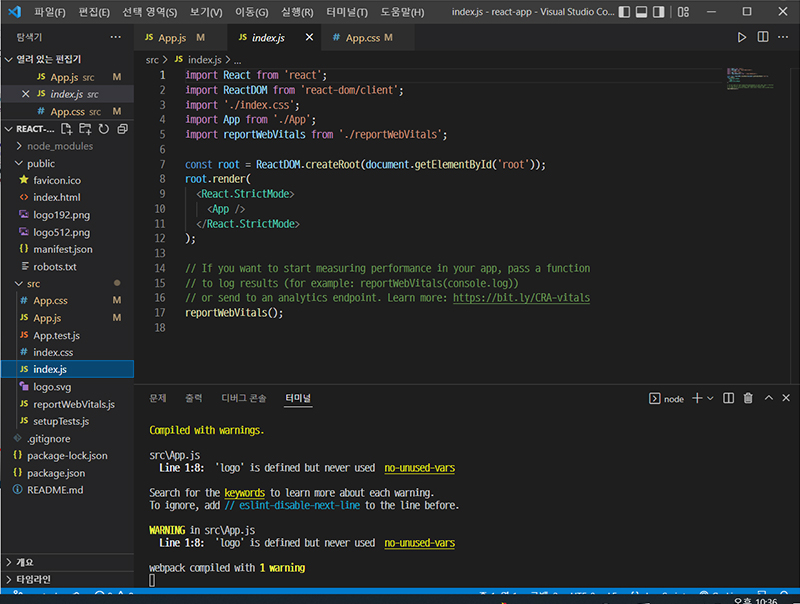 파일(F) 편집(E) 선택 영역(S) 보기(V) 이동(G) 실행(R) 터미널(T) 도움말(H) index.js - react-app - Visual Studio Co...
탐색기 ...
JS App.js M JS index.js # App.css M
열려 있는 편집기
JS App.js src M
JS index.js src
# App.css src M
REACT-...
node_modules
public
favicon.ico
<> index.html
logo192.png
logo512.png
{} manifest.json
robots.txt
src
# App.css M
JS App.js M
JS App.test.js
# index.css
JS index.js
logo.svg
JS reportWebVitals.js
JS setupTests.js
.gitignore
{} package-lock.json
{} package.json
README.md
개요
타임라인
src > JS index.js > ...
1 import React from 'react';
2 import ReactDOM from 'react-dom/client';
3 import './index.css';
4 import App from './App';
5 import reportWebVitals from './reportWebVitals';
6
7 const root = ReactDOM.createRoot(document.getElementById('root'));
8 root.render(
9 <React.StrictMode>
10 <App />
11 </React.StrictMode>
12 );
13
14 // If you want to start measuring performance in your app, pass a function
15 // to log results (for example: reportWebVitals(console.log))
16 // or send to an analytics endpoint. Learn more: https://bit.ly/CRA-vitals
17 reportWebVitals();
18
문제 출력 디버그 콘솔 터미널 node
Compiled with warnings.
src\App.js
Line 1:8: 'logo' is defined but never used no-unused-vars
Search for the keywords to learn more about each warning.
To ignore, add // eslint-disable-next-line to the line before.
WARNING in src\App.js
Line 1:8: 'logo' is defined but never used no-unused-vars
webpack compiled with 1 warning
오후 10:36